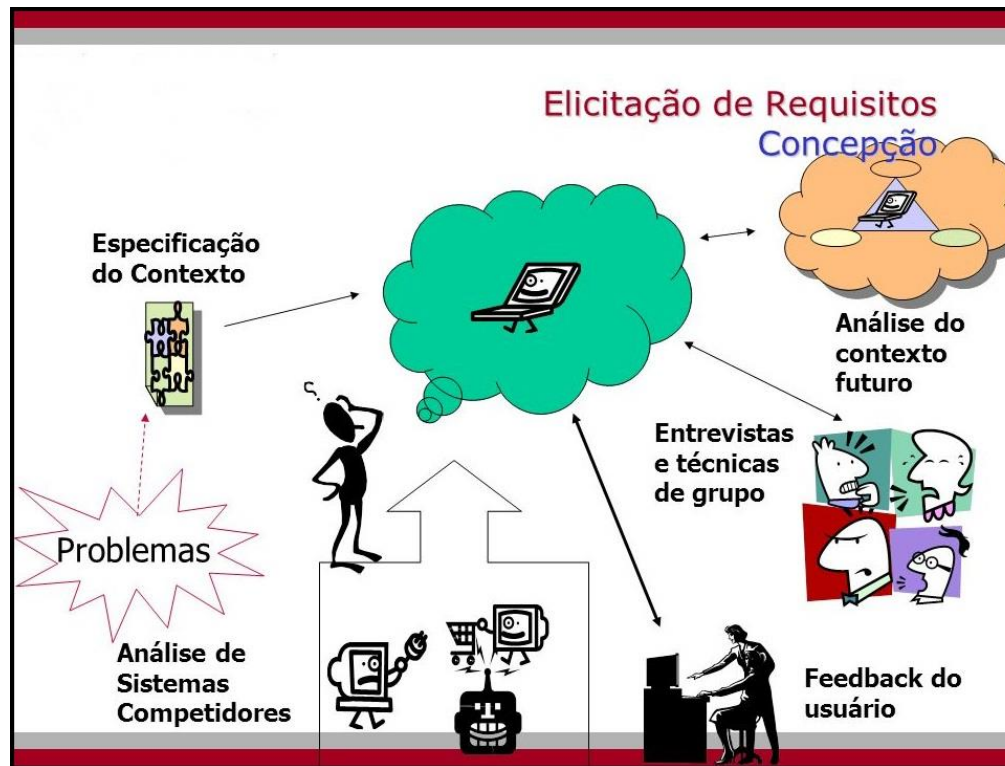 Elicitação de Requisitos
Concepção
Especificação
do Contexto
Análise do
contexto
futuro
Entrevistas
e técnicas
de grupo
Problemas
Análise de
Sistemas
Competidores
Feedback do
usuário